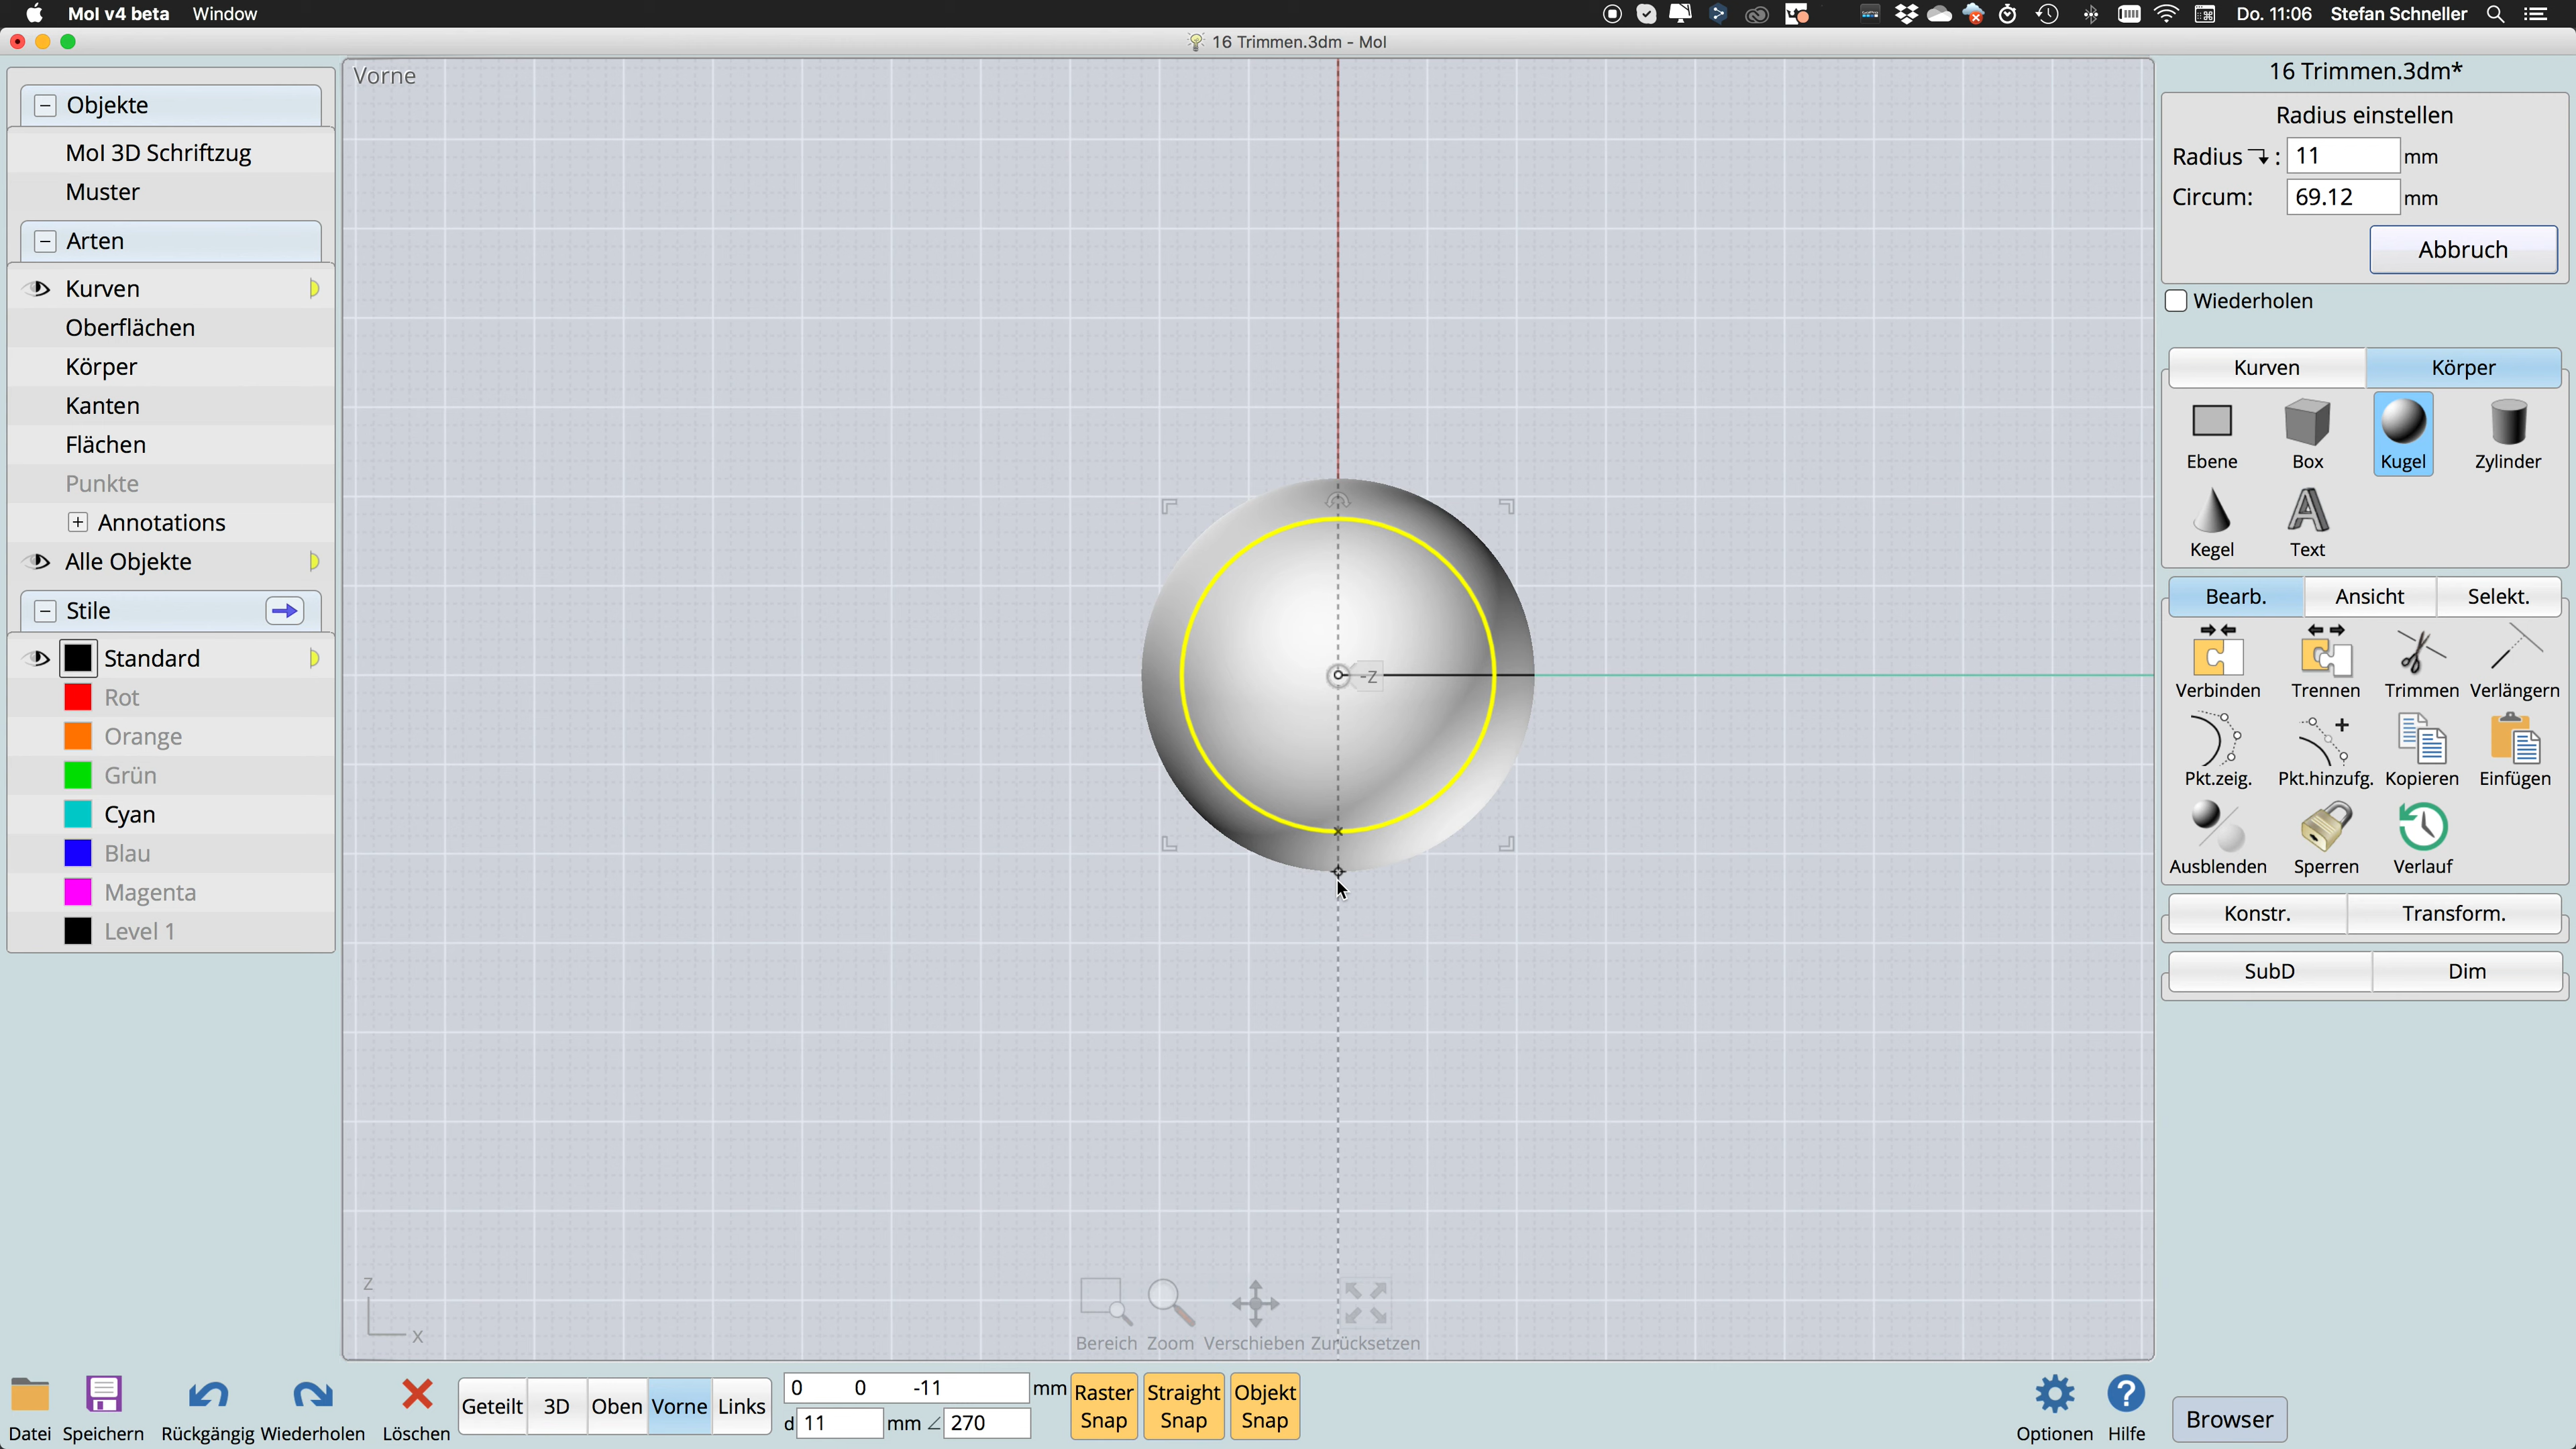 MoI v4 beta Window Do. 11:06 Stefan Schneller
16 Trimmen.3dm - MoI
Objekte
MoI 3D Schriftzug
Muster
Arten
Kurven
Oberflächen
Körper
Kanten
Flächen
Punkte
Annotations
Alle Objekte
Stile
Standard
Rot
Orange
Grün
Cyan
Blau
Magenta
Level 1
Vorne
-Z
z
x
Bereich Zoom Verschieben Zurücksetzen
16 Trimmen.3dm*
Radius einstellen
Radius : 11 mm
Circum: 69.12 mm
Abbruch
Wiederholen
Kurven Körper
Ebene Box Kugel Zylinder
Kegel Text
Bearb. Ansicht Selekt.
Verbinden Trennen Trimmen Verlängern
Pkt.zeig. Pkt.hinzufg. Kopieren Einfügen
Ausblenden Sperren Verlauf
Konstr. Transform.
SubD Dim
Datei Speichern Rückgängig Wiederholen Löschen
Geteilt 3D Oben Vorne Links
0 0 -11 mm
d 11 mm ∠ 270
Raster Snap
Straight Snap
Objekt Snap
Optionen Hilfe
Browser